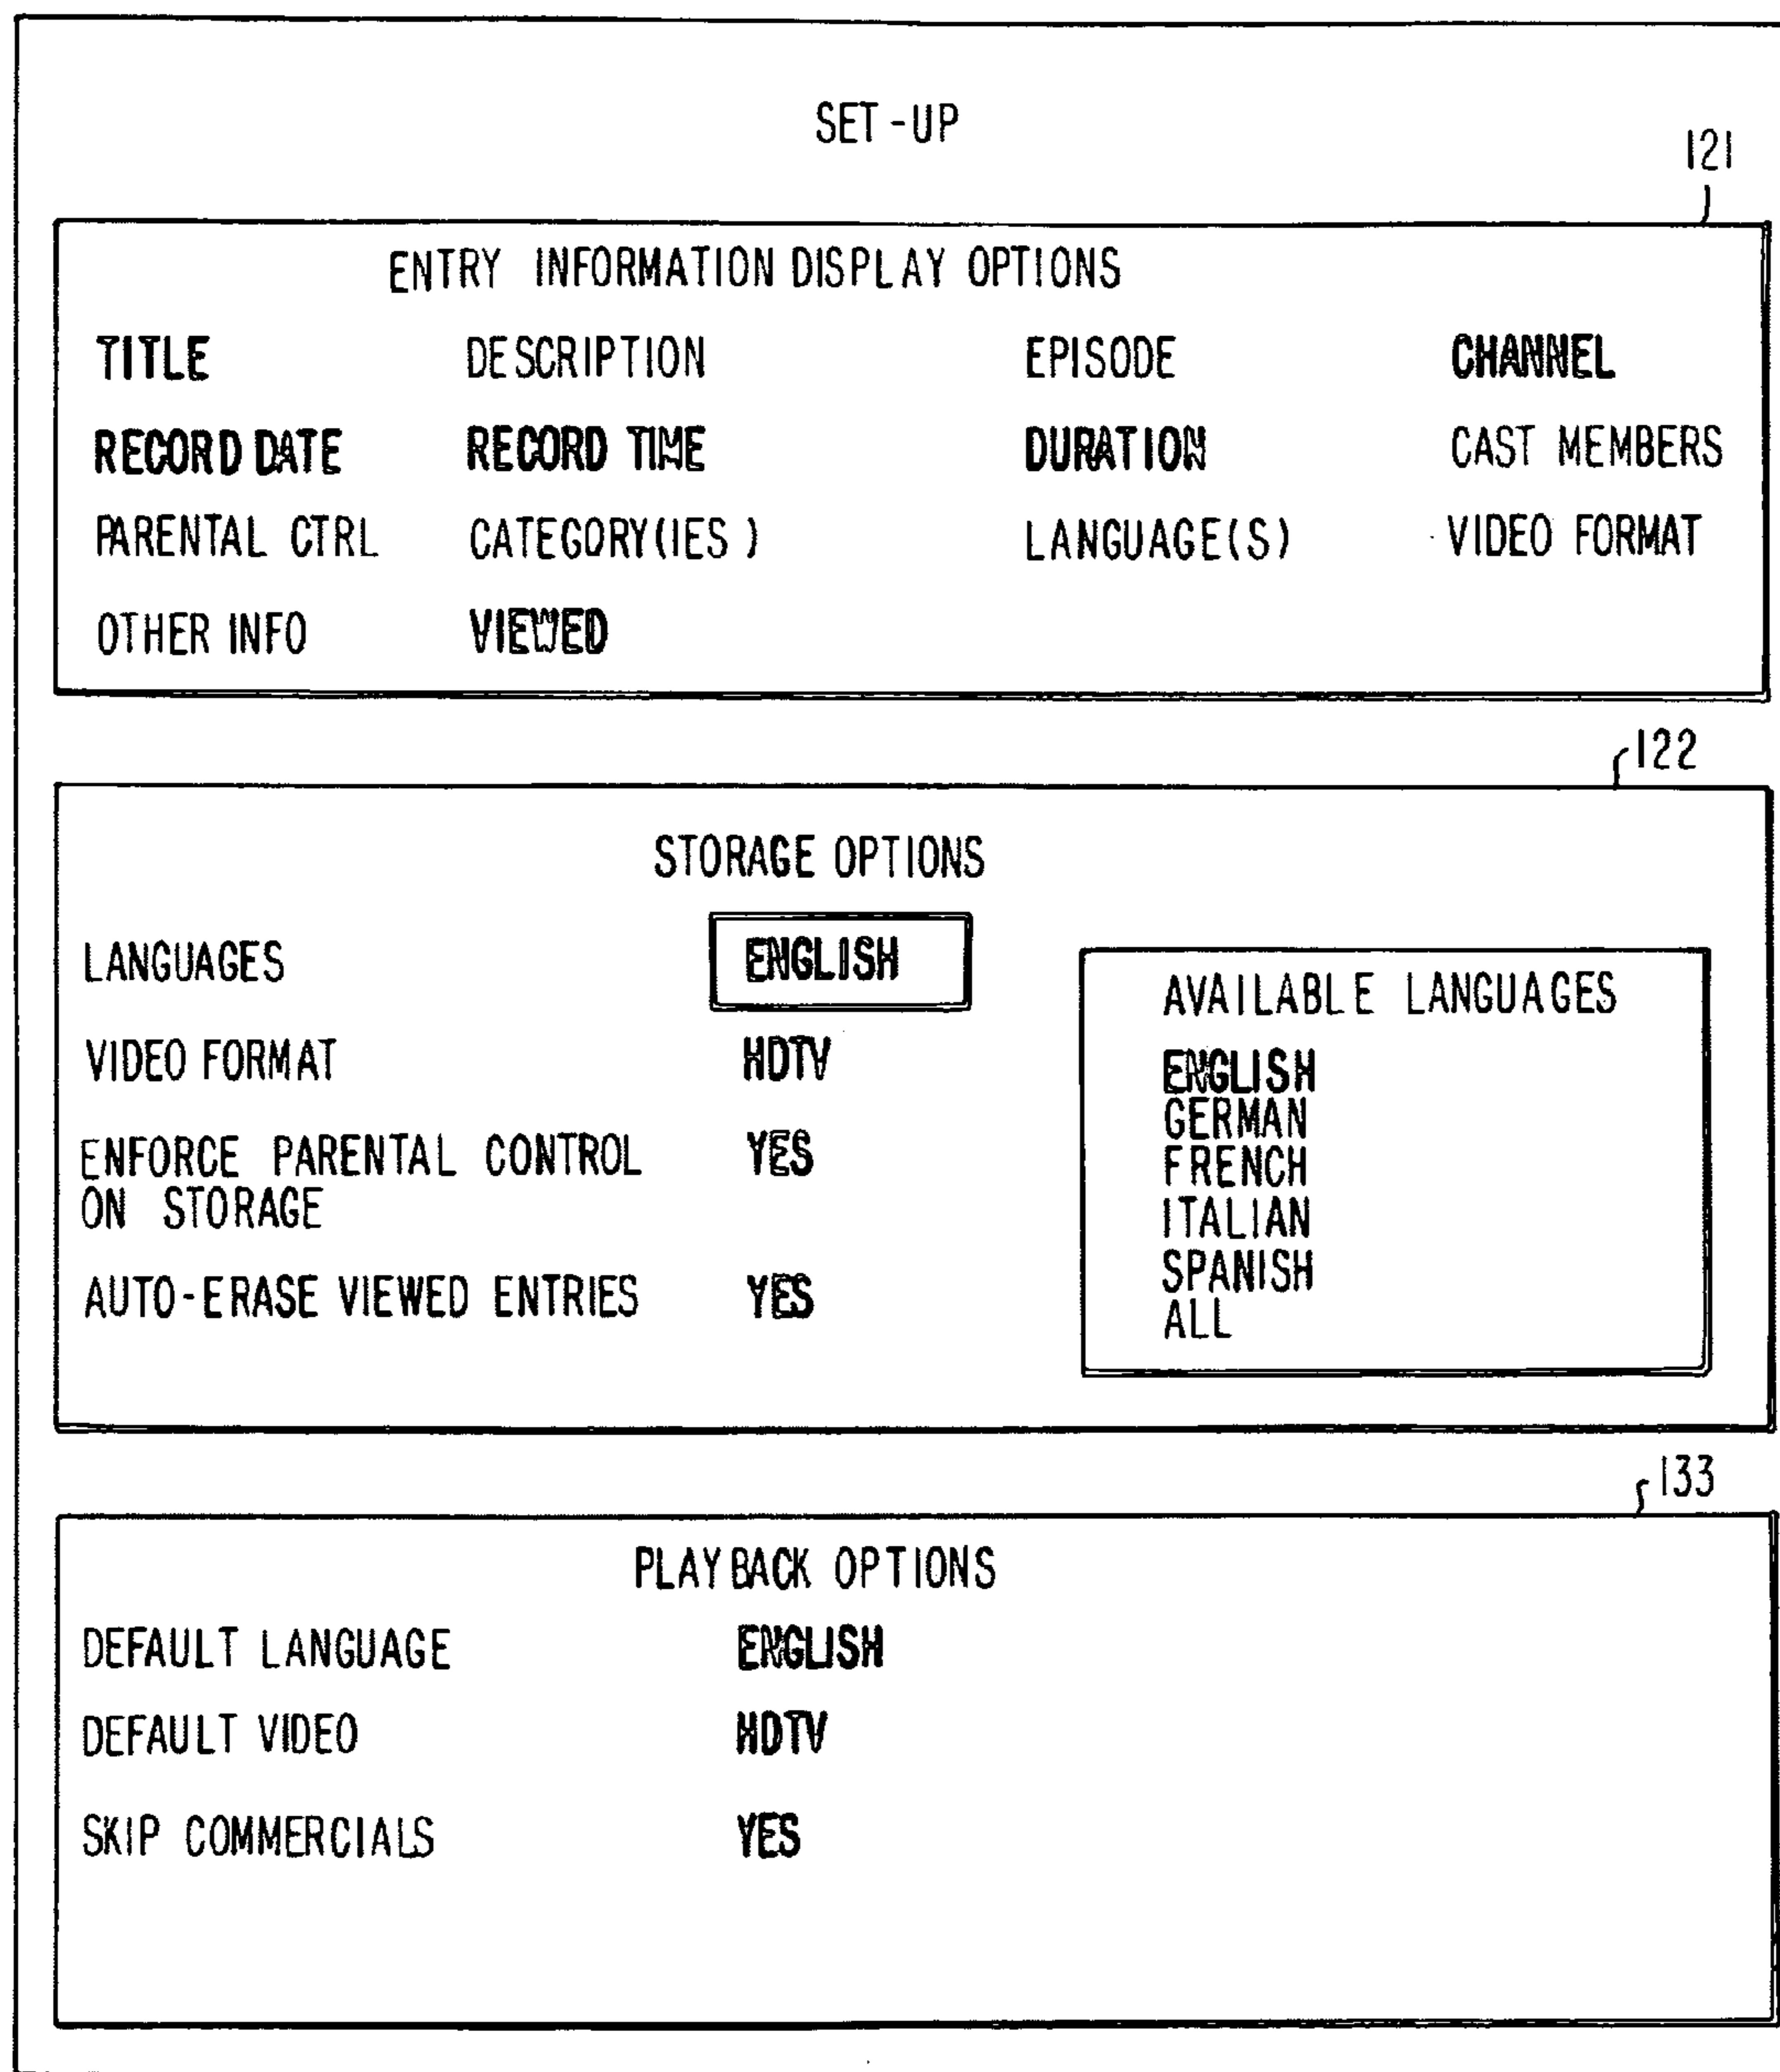 SET-UP
121
ENTRY INFORMATION DISPLAY OPTIONS
TITLE DESCRIPTION EPISODE CHANNEL
RECORD DATE RECORD TIME DURATION CAST MEMBERS
PARENTAL CTRL CATEGORY(IES) LANGUAGE(S) VIDEO FORMAT
OTHER INFO VIEWED
122
STORAGE OPTIONS
LANGUAGES ENGLISH
VIDEO FORMAT HDTV
ENFORCE PARENTAL CONTROL YES
ON STORAGE
AUTO-ERASE VIEWED ENTRIES YES
AVAILABLE LANGUAGES
ENGLISH
GERMAN
FRENCH
ITALIAN
SPANISH
ALL
133
PLAYBACK OPTIONS
DEFAULT LANGUAGE ENGLISH
DEFAULT VIDEO HDTV
SKIP COMMERCIALS YES